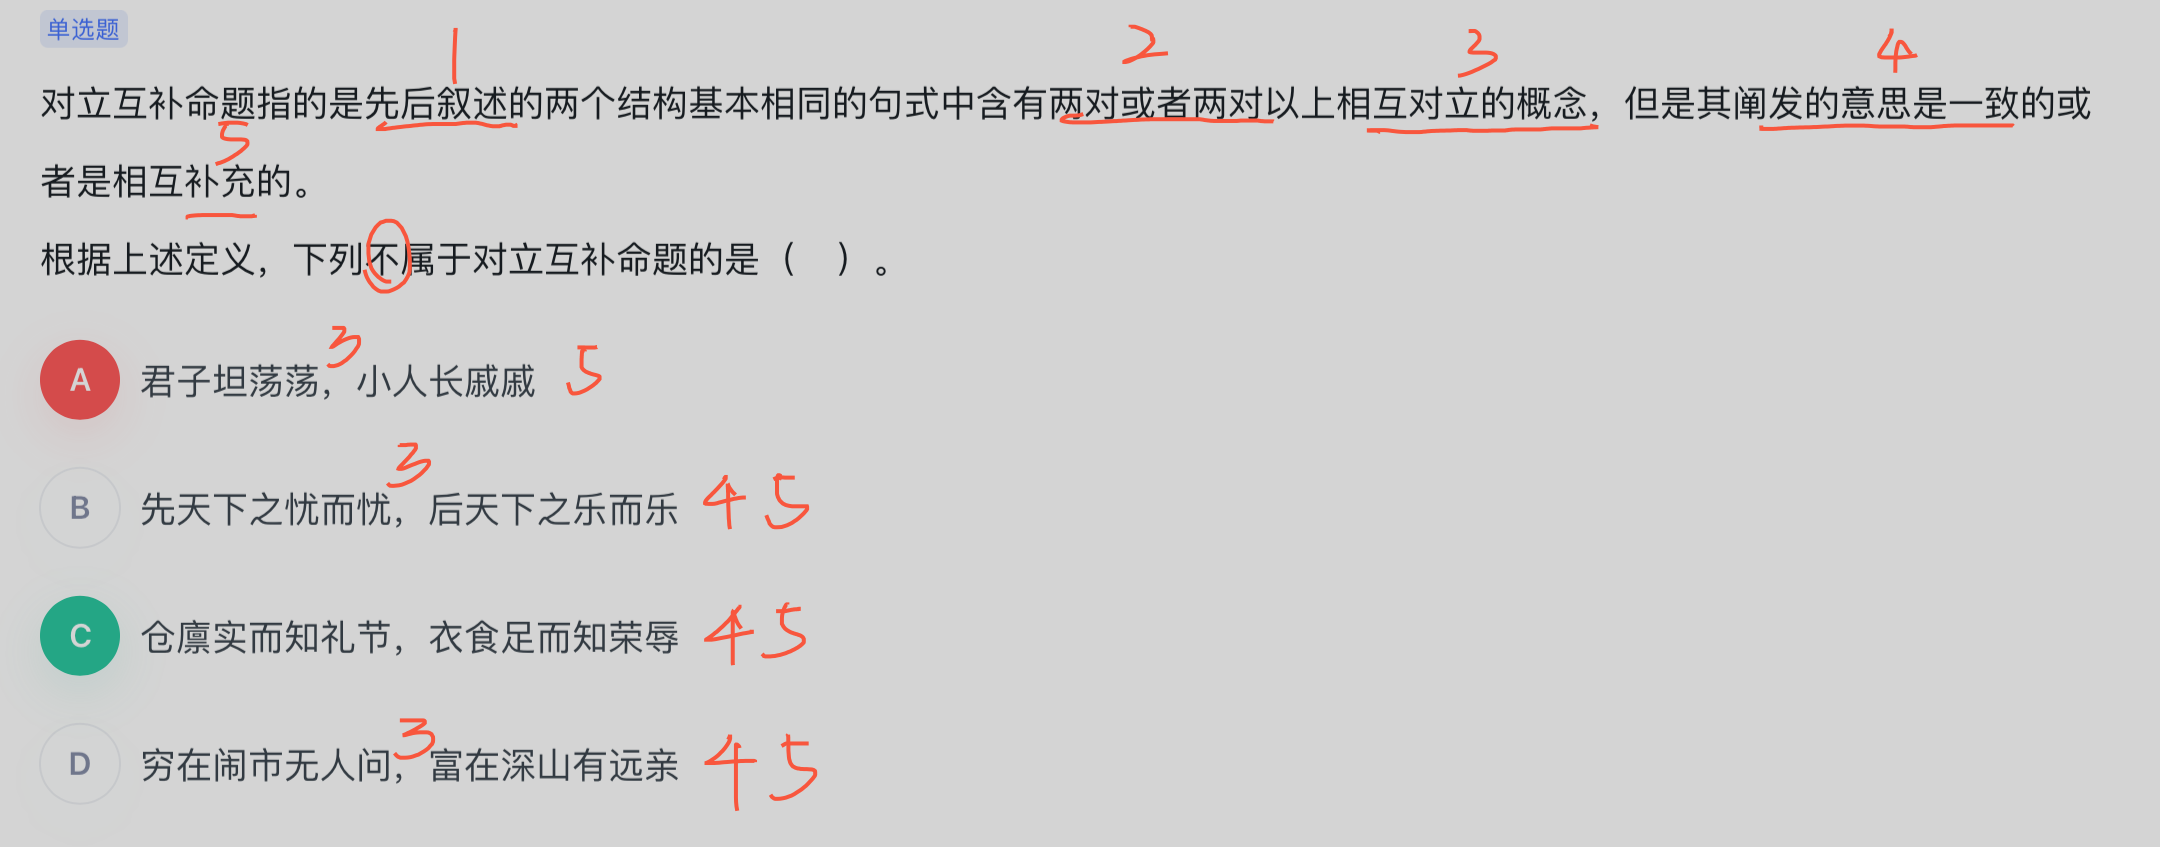 单选题
1 2 3 4
对立互补命题指的是先后叙述的两个结构基本相同的句式中含有两对或者两对以上相互对立的概念，但是其阐发的意思是一致的或
5
者是相互补充的。
根据上述定义，下列不属于对立互补命题的是（ ）。
3
A 君子坦荡荡，小人长戚戚 5
3
B 先天下之忧而忧，后天下之乐而乐 4 5
C 仓廪实而知礼节，衣食足而知荣辱 4 5
3
D 穷在闹市无人问，富在深山有远亲 4 5